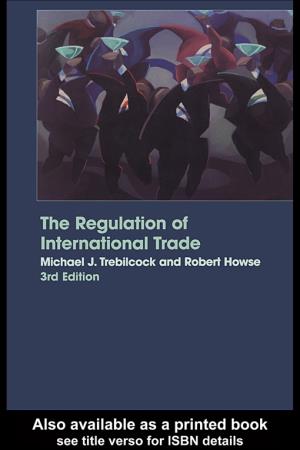 The Regulation of
International Trade
Michael J. Trebilcock and Robert Howse
3rd Edition
Also available as a printed book
see title verso for ISBN details